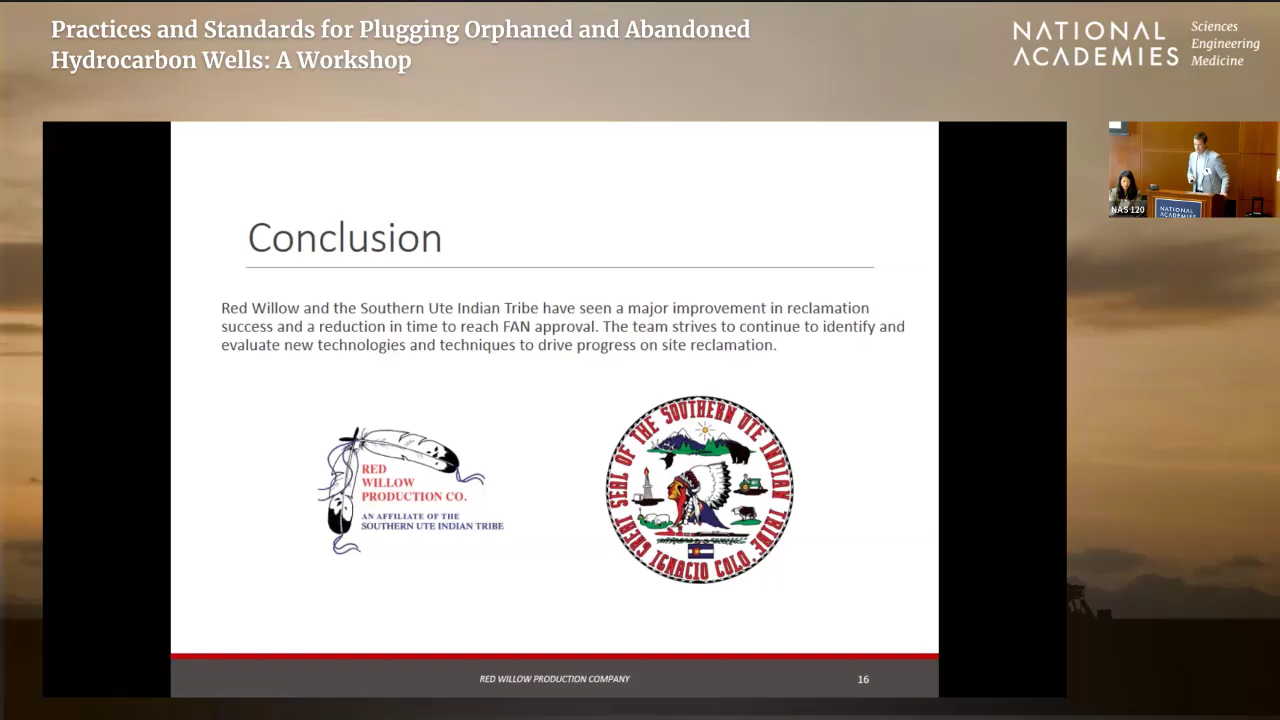 Practices and Standards for Plugging Orphaned and Abandoned
Hydrocarbon Wells: A Workshop
NATIONAL
ACADEMIES
Sciences
Engineering
Medicine
NAS 120
NATIONAL
ACADEMIES
Conclusion
Red Willow and the Southern Ute Indian Tribe have seen a major improvement in reclamation
success and a reduction in time to reach FAN approval. The team strives to continue to identify and
evaluate new technologies and techniques to drive progress on site reclamation.
RED
WILLOW
PRODUCTION CO.
AN AFFILIATE OF THE
SOUTHERN UTE INDIAN TRIBE
GREAT SEAL OF THE SOUTHERN UTE INDIAN TRIBE
IGNACIO COLO.
RED WILLOW PRODUCTION COMPANY
16